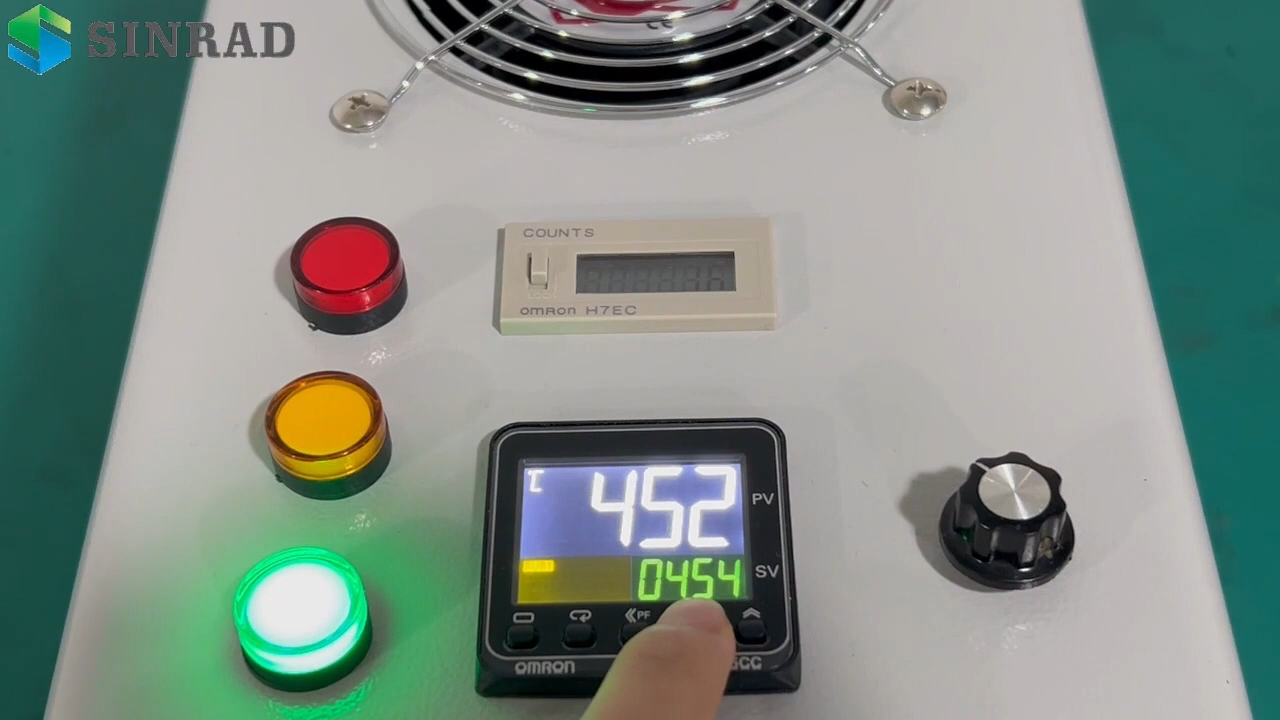 SINRAD
COUNTS
omron H7EC
℃ 452 PV
0454 SV
PF
OMRON